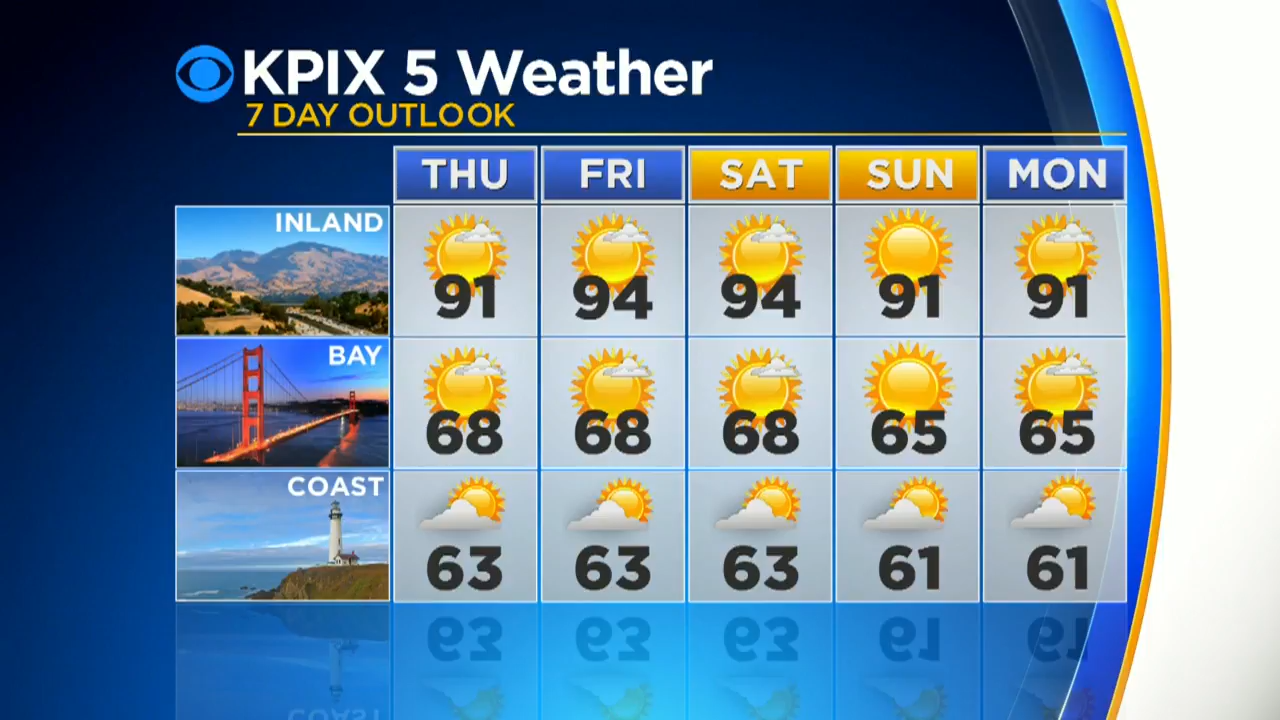 KPIX 5 Weather
7 DAY OUTLOOK
THU FRI SAT SUN MON
INLAND
91 94 94 91 91
BAY
68 68 68 65 65
COAST
63 63 63 61 61